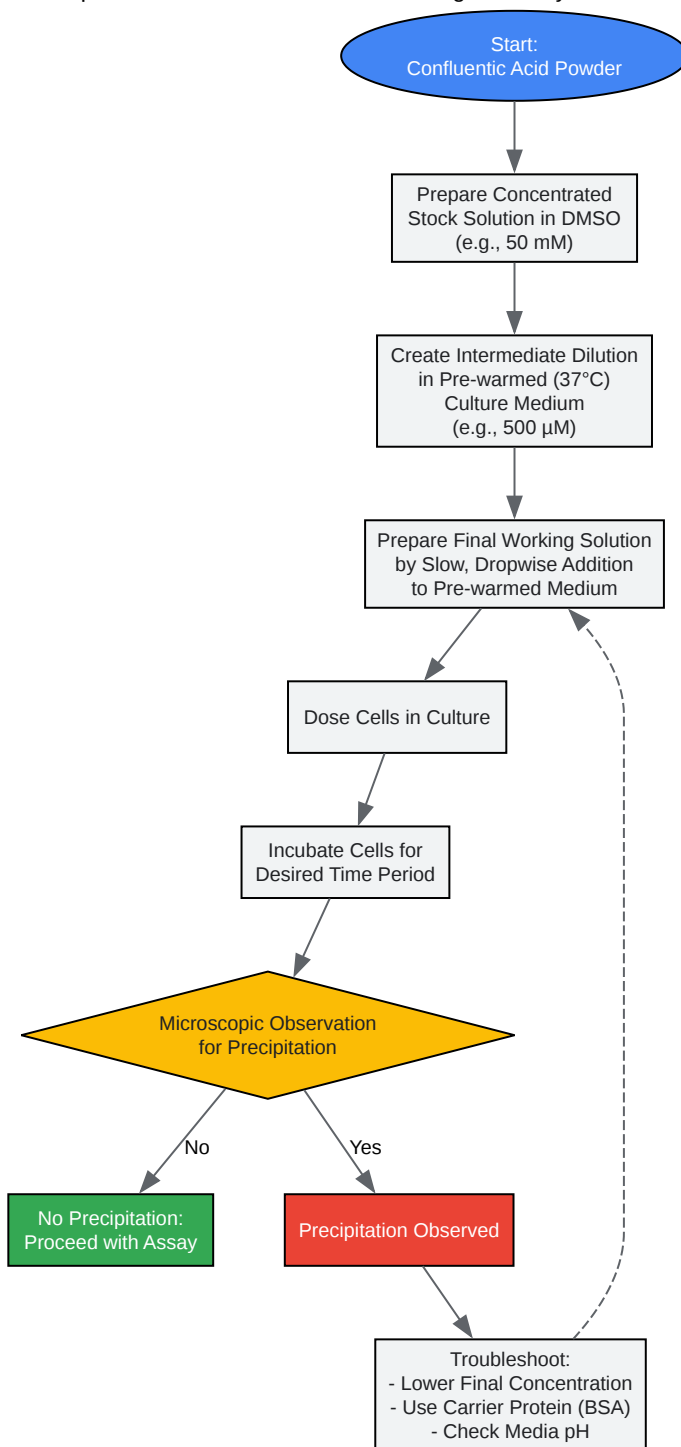 Start:
Confluentic Acid Powder
Prepare Concentrated
Stock Solution in DMSO
(e.g., 50 mM)
Create Intermediate Dilution
in Pre-warmed (37°C)
Culture Medium
(e.g., 500 µM)
Prepare Final Working Solution
by Slow, Dropwise Addition
to Pre-warmed Medium
Dose Cells in Culture
Incubate Cells for
Desired Time Period
Microscopic Observation
for Precipitation
No
Yes
No Precipitation:
Proceed with Assay
Precipitation Observed
Troubleshoot:
- Lower Final Concentration
- Use Carrier Protein (BSA)
- Check Media pH